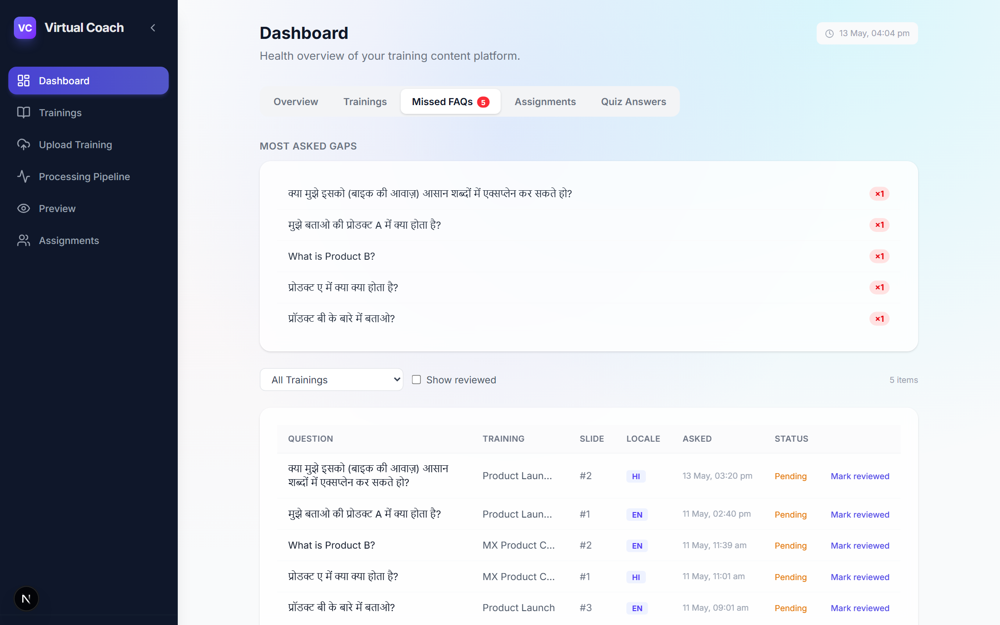 VC Virtual Coach
Dashboard
Trainings
Upload Training
Processing Pipeline
Preview
Assignments
N
Dashboard
13 May, 04:04 pm
Health overview of your training content platform.
Overview Trainings Missed FAQs 5 Assignments Quiz Answers
MOST ASKED GAPS
क्या मुझे इसको (बाइक की आवाज़) आसान शब्दों में एक्सप्लेन कर सकते हो? ×1
मुझे बताओ की प्रोडक्ट A में क्या होता है? ×1
What is Product B? ×1
प्रोडक्ट ए में क्या क्या होता है? ×1
प्रॉडक्ट बी के बारे में बताओ? ×1
All Trainings Show reviewed 5 items
QUESTION TRAINING SLIDE LOCALE ASKED STATUS
क्या मुझे इसको (बाइक की आवाज़) आसान
शब्दों में एक्सप्लेन कर सकते हो? Product Laun... #2 HI 13 May, 03:20 pm Pending Mark reviewed
मुझे बताओ की प्रोडक्ट A में क्या होता है? Product Laun... #1 EN 11 May, 02:40 pm Pending Mark reviewed
What is Product B? MX Product C... #2 EN 11 May, 11:39 am Pending Mark reviewed
प्रोडक्ट ए में क्या क्या होता है? MX Product C... #1 HI 11 May, 11:01 am Pending Mark reviewed
प्रॉडक्ट बी के बारे में बताओ? Product Launch #3 EN 11 May, 09:01 am Pending Mark reviewed